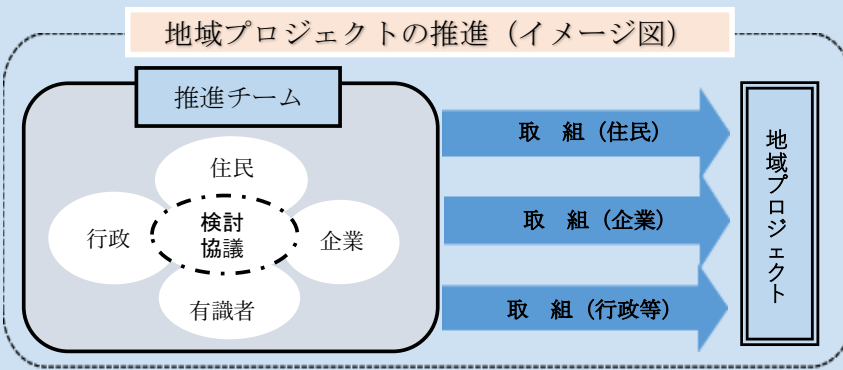 地域プロジェクトの推進（イメージ図）
推進チーム
住民
行政
検討
協議
企業
有識者
取　組（住民）
取　組（企業）
取　組（行政等）
地域プロジェクト